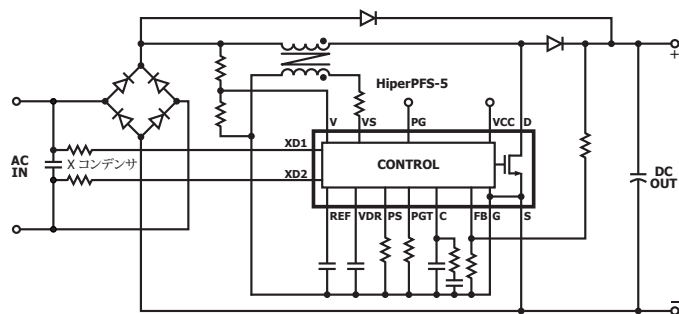 +
HiperPFS-5
V
VS
PG
VCC
D
XD1
AC
IN
X コンデンサ
CONTROL
XD2
DC
OUT
REF
VDR
PS
PGT
C
FB
G
S
–